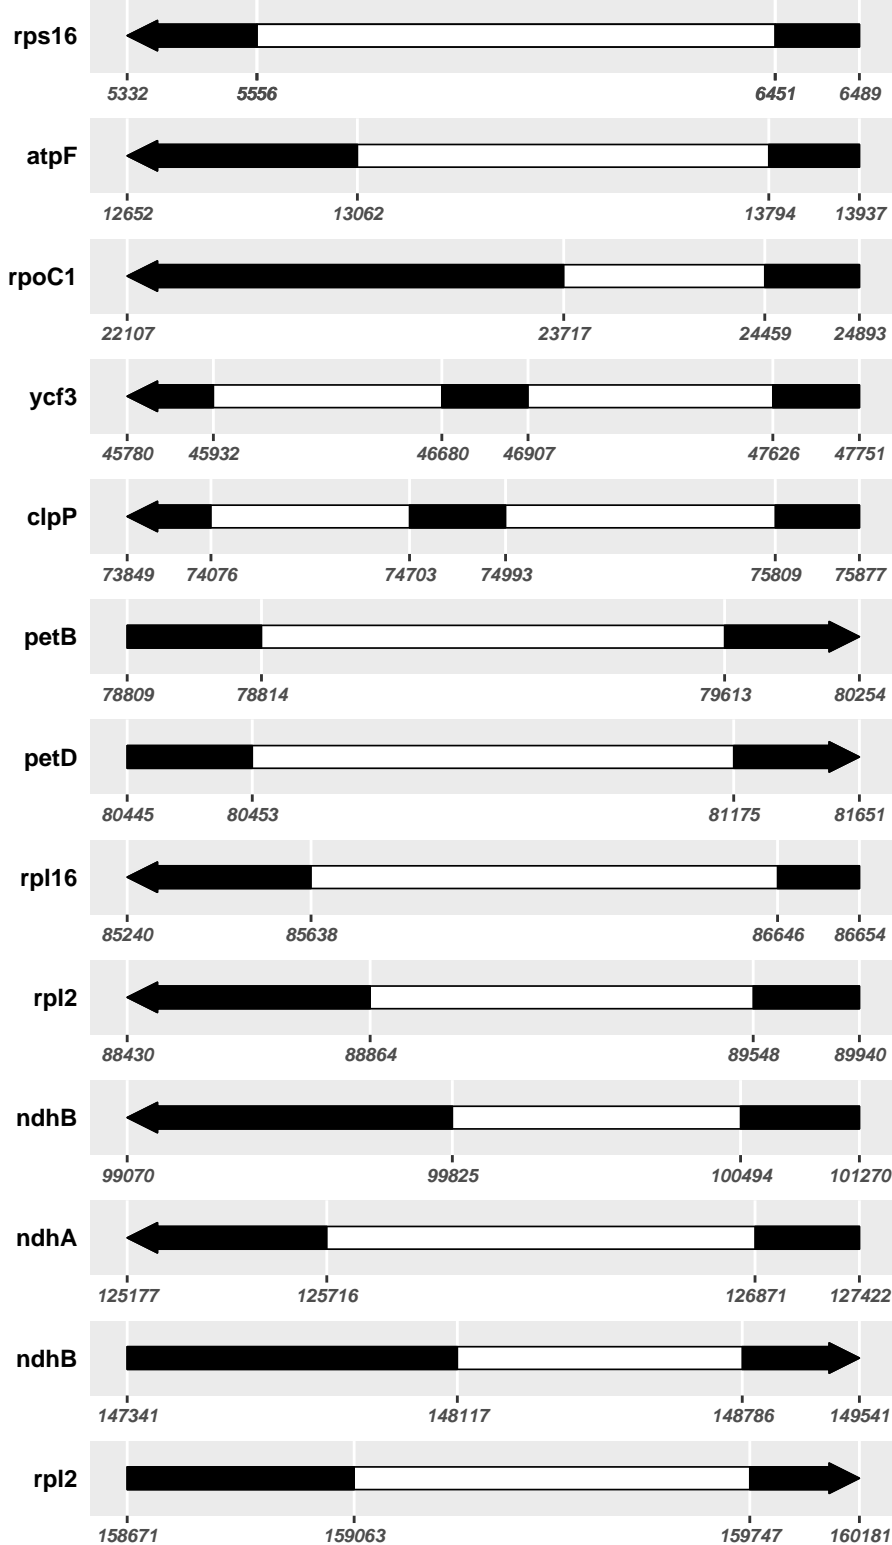 rps16
5332 5556 6451 6489
atpF
12652 13062 13794 13937
rpoC1
22107 23717 24459 24893
ycf3
45780 45932 46680 46907 47626 47751
clpP
73849 74076 74703 74993 75809 75877
petB
78809 78814 79613 80254
petD
80445 80453 81175 81651
rpl16
85240 85638 86646 86654
rpl2
88430 88864 89548 89940
ndhB
99070 99825 100494 101270
ndhA
125177 125716 126871 127422
ndhB
147341 148117 148786 149541
rpl2
158671 159063 159747 160181